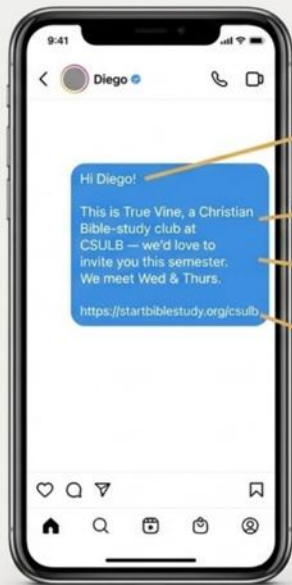 9:41
Diego
Hi Diego!
This is True Vine, a Christian
Bible-study club at
CSULB — we'd love to
invite you this semester.
We meet Wed & Thurs.
https://startbiblestudy.org/csulb